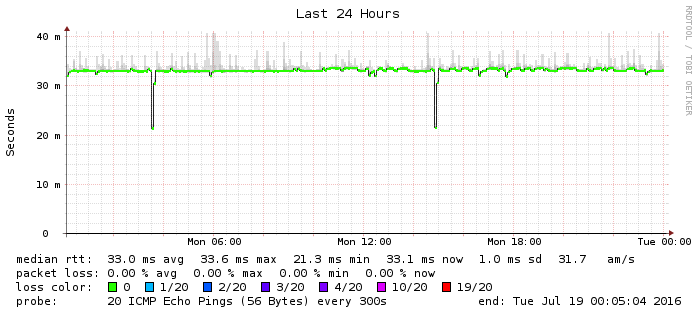 Last 24 Hours
RRDTOOL / TOBI OETIKER
Seconds
40 m
30 m
20 m
10 m
0
Mon 06:00 Mon 12:00 Mon 18:00 Tue 00:00
median rtt: 33.0 ms avg 33.6 ms max 21.3 ms min 33.1 ms now 1.0 ms sd 31.7 am/s
packet loss: 0.00 % avg 0.00 % max 0.00 % min 0.00 % now
loss color: 0 1/20 2/20 3/20 4/20 10/20 19/20
probe: 20 ICMP Echo Pings (56 Bytes) every 300s end: Tue Jul 19 00:05:04 2016